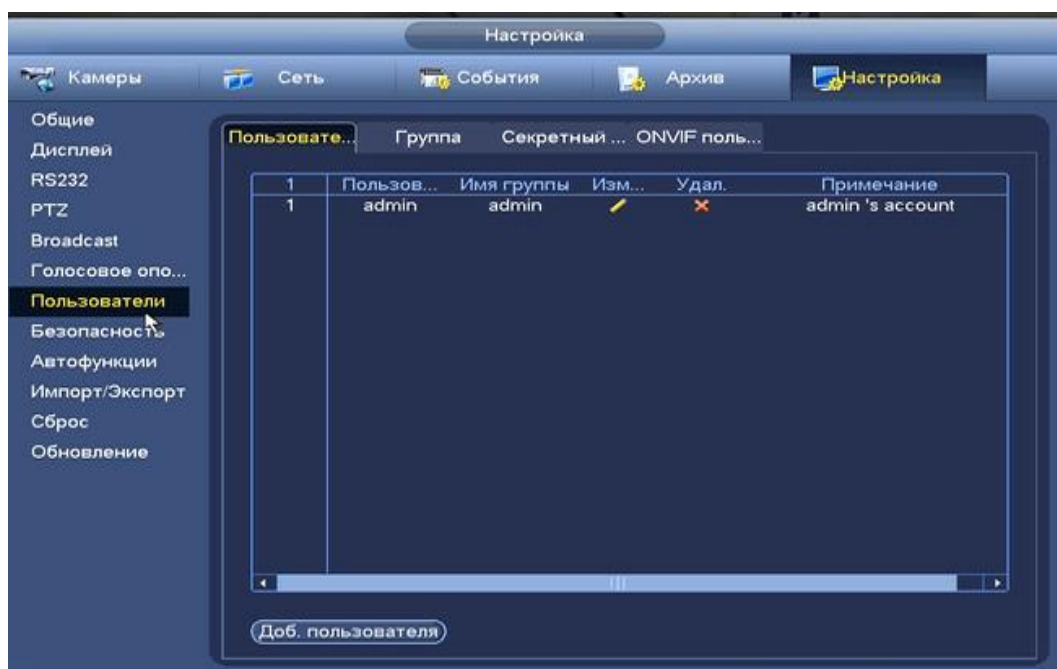 Настройка
Камеры Сеть События Архив Настройка
Общие
Дисплей
RS232
PTZ
Broadcast
Голосовое опо...
Пользователи
Безопасность
Автофункции
Импорт/Экспорт
Сброс
Обновление
Пользовате... Группа Секретный ... ONVIF поль...
1 Пользов... Имя группы Изм... Удал. Примечание
1 admin admin admin 's account
Доб. пользователя